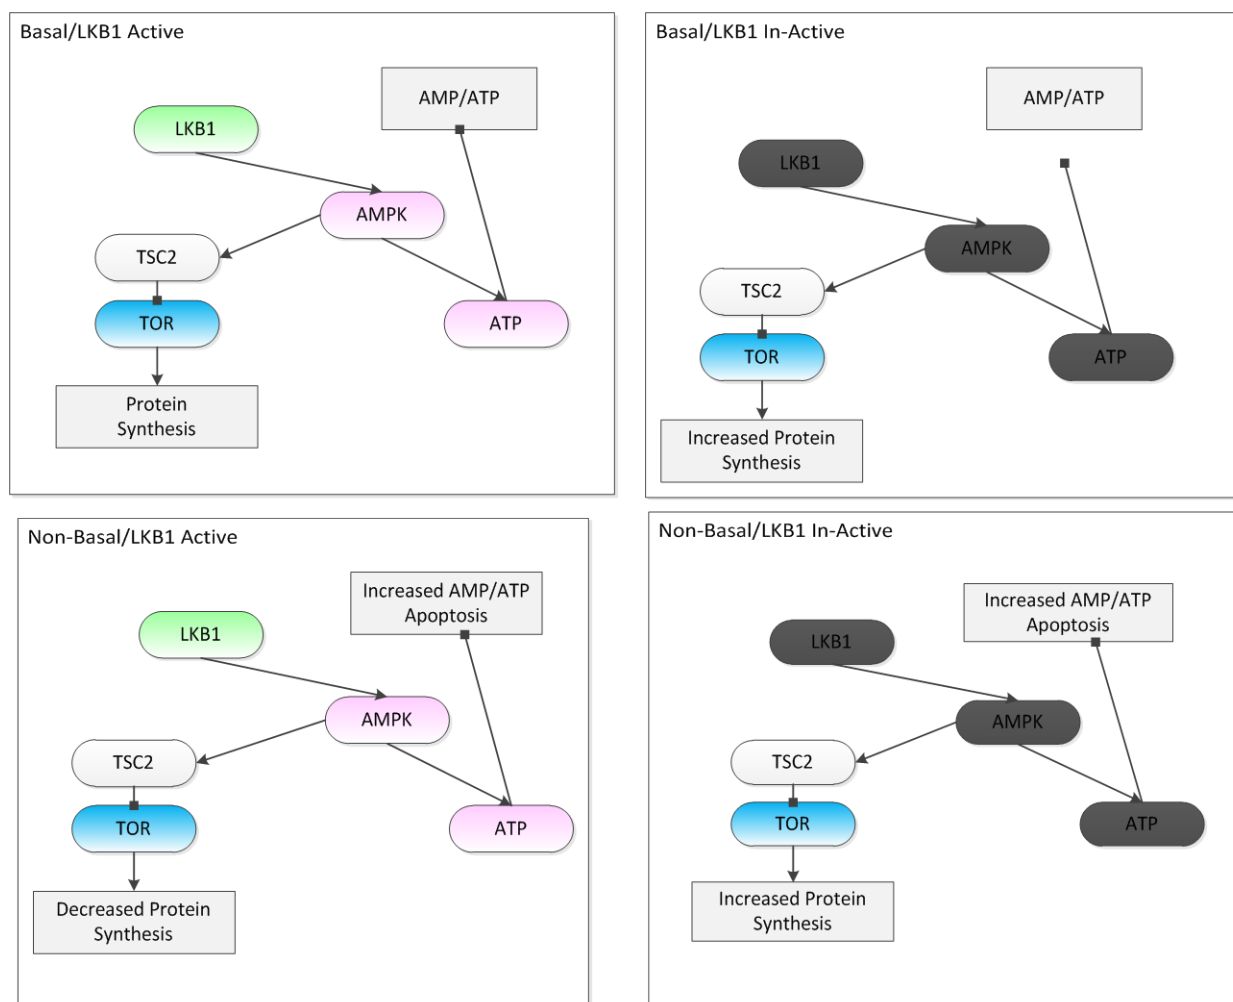 Basal/LKB1 Active
AMP/ATP
LKB1
AMPK
TSC2
TOR
ATP
Protein
Synthesis
Basal/LKB1 In-Active
AMP/ATP
LKB1
AMPK
TSC2
TOR
ATP
Increased Protein
Synthesis
Non-Basal/LKB1 Active
Increased AMP/ATP
Apoptosis
LKB1
AMPK
TSC2
TOR
ATP
Decreased Protein
Synthesis
Non-Basal/LKB1 In-Active
Increased AMP/ATP
Apoptosis
LKB1
AMPK
TSC2
TOR
ATP
Increased Protein
Synthesis